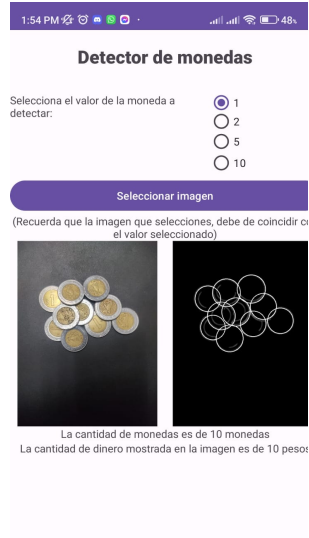 1:54 PM
48%
Detector de monedas
Selecciona el valor de la moneda a
detectar:
1
2
5
10
Seleccionar imagen
(Recuerda que la imagen que selecciones, debe de coincidir
el valor seleccionado)
La cantidad de monedas es de 10 monedas
La cantidad de dinero mostrada en la imagen es de 10 pesos